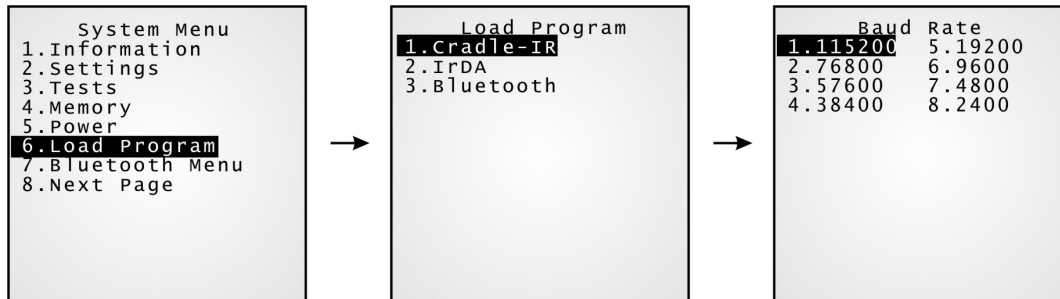 System Menu
1.Information
2.Settings
3.Tests
4.Memory
5.Power
6.Load Program
7.Bluetooth Menu
8.Next Page
Load Program
1.Cradle-IR
2.IrDA
3.Bluetooth
Baud Rate
1.115200 5.19200
2.76800 6.9600
3.57600 7.4800
4.38400 8.2400